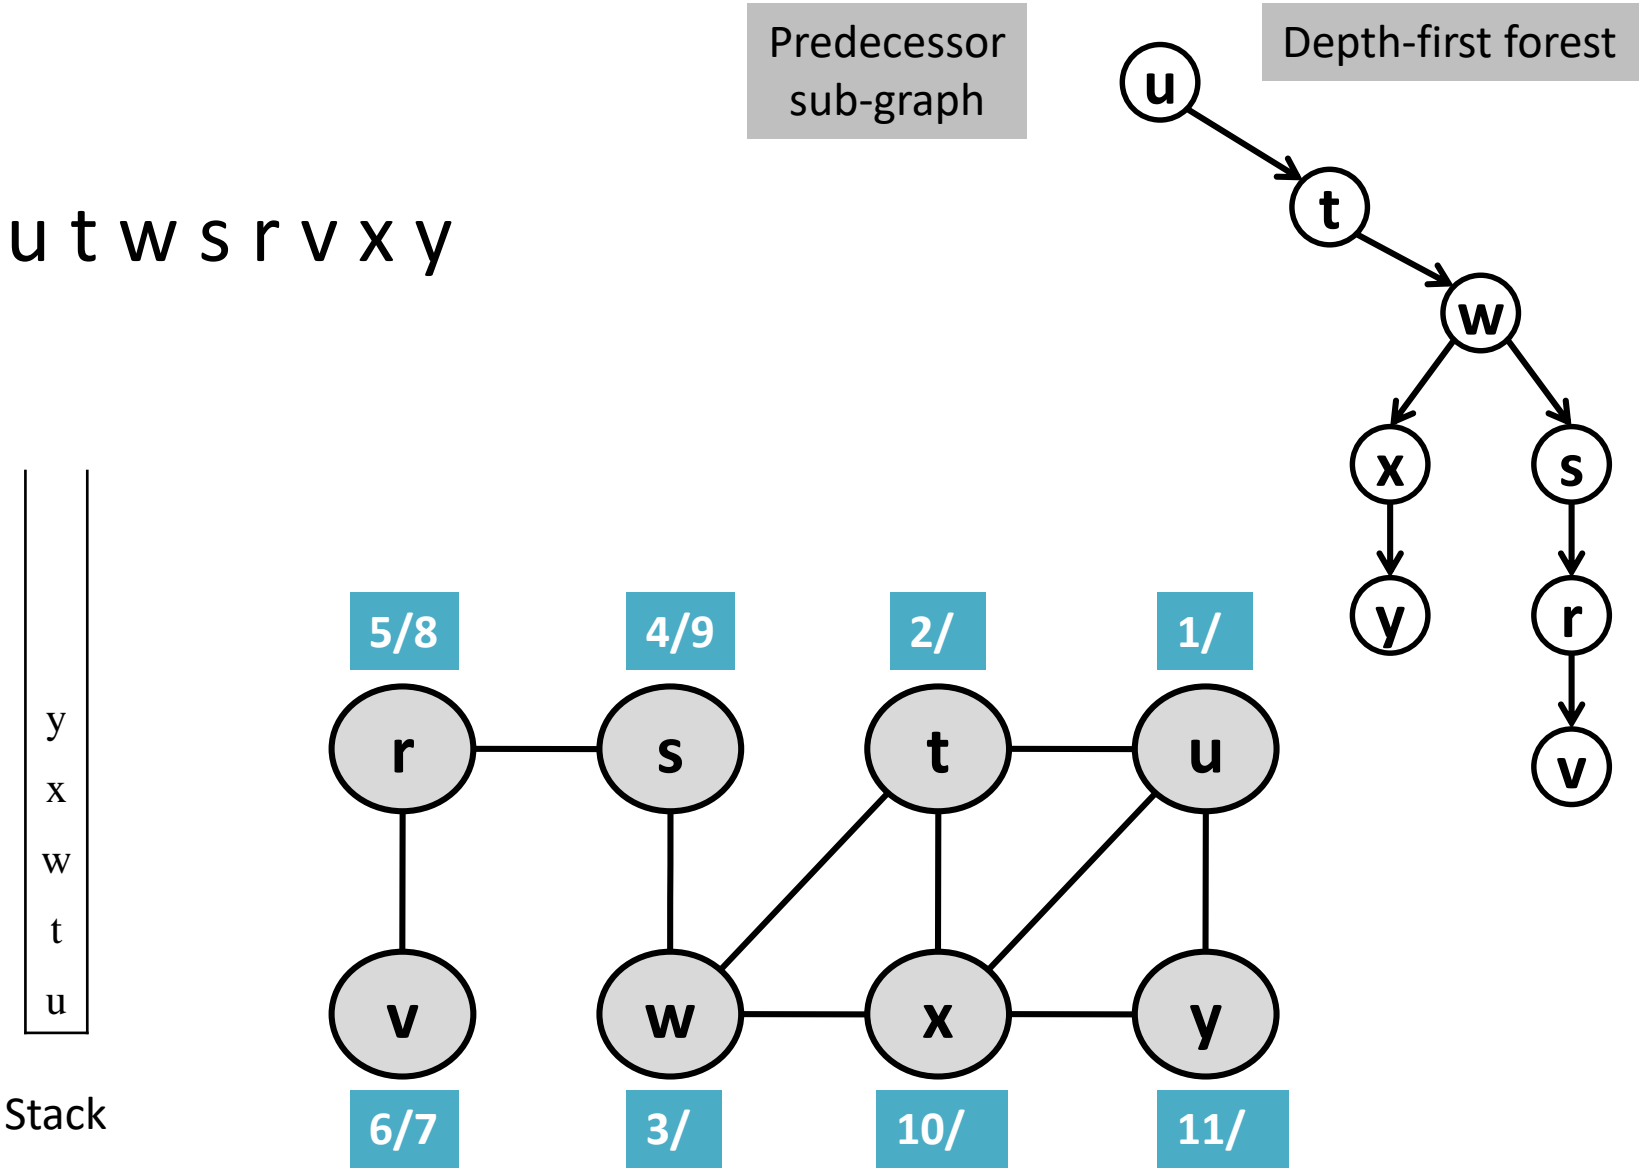 Predecessor
sub-graph
Depth-first forest
u
t
w
x
s
y
r
v
u t w s r v x y
y
x
w
t
u
Stack
5/8
4/9
2/
1/
r
s
t
u
v
w
x
y
6/7
3/
10/
11/